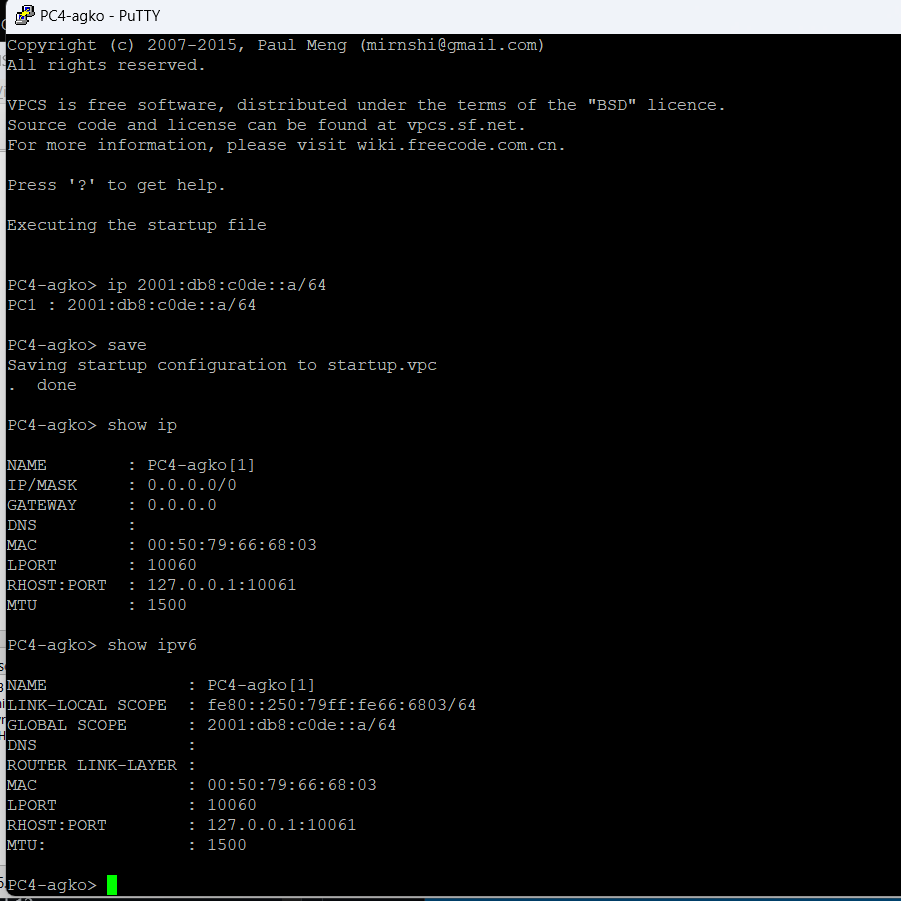 PC4-agko - PuTTY
Copyright (c) 2007-2015, Paul Meng (mirnshi@gmail.com)
All rights reserved.
VPCS is free software, distributed under the terms of the "BSD" licence.
Source code and license can be found at vpcs.sf.net.
For more information, please visit wiki.freecode.com.cn.
Press '?' to get help.
Executing the startup file
PC4-agko> ip 2001:db8:c0de::a/64
PC1 : 2001:db8:c0de::a/64
PC4-agko> save
Saving startup configuration to startup.vpc
.  done
PC4-agko> show ip
NAME        : PC4-agko[1]
IP/MASK     : 0.0.0.0/0
GATEWAY     : 0.0.0.0
DNS         :
MAC         : 00:50:79:66:68:03
LPORT       : 10060
RHOST:PORT  : 127.0.0.1:10061
MTU         : 1500
PC4-agko> show ipv6
NAME              : PC4-agko[1]
LINK-LOCAL SCOPE  : fe80::250:79ff:fe66:6803/64
GLOBAL SCOPE      : 2001:db8:c0de::a/64
DNS               :
ROUTER LINK-LAYER :
MAC               : 00:50:79:66:68:03
LPORT             : 10060
RHOST:PORT        : 127.0.0.1:10061
MTU:              : 1500
PC4-agko>